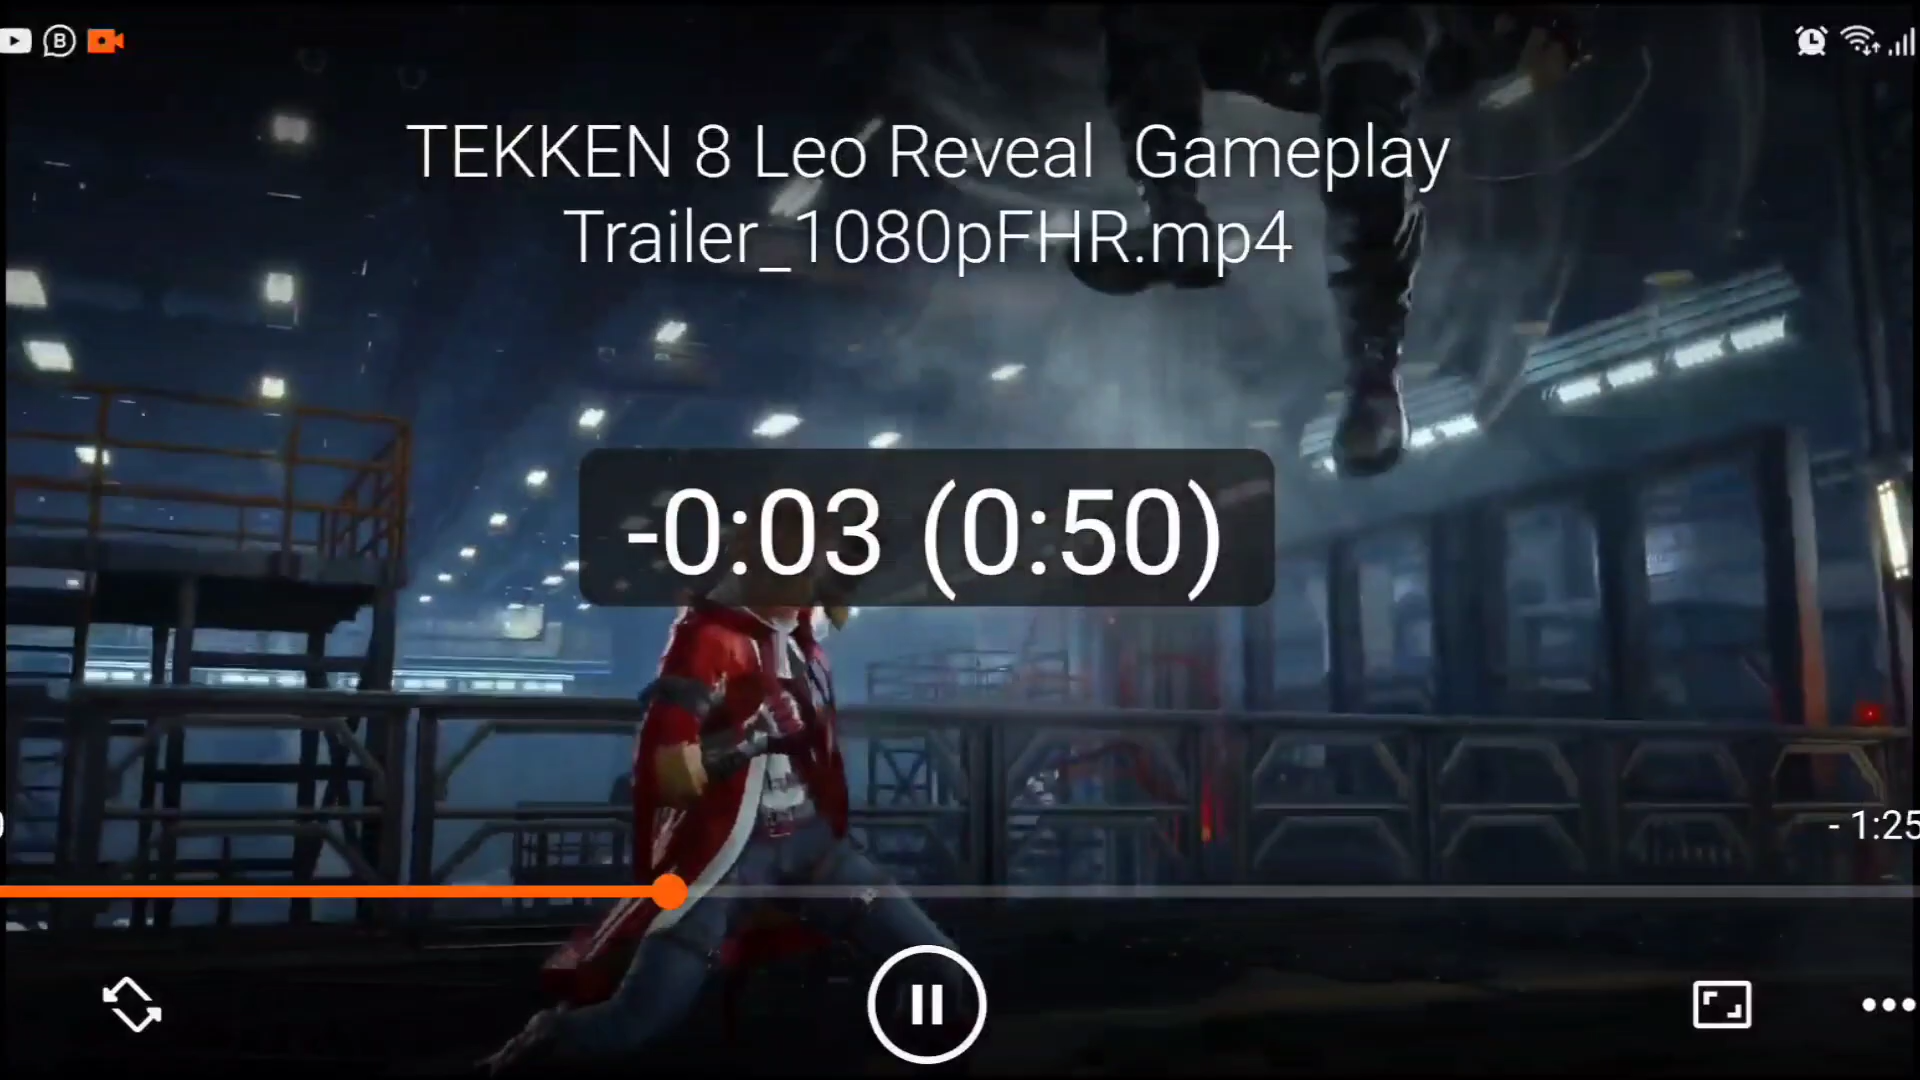 B
TEKKEN 8 Leo Reveal  Gameplay
Trailer_1080pFHR.mp4
-0:03 (0:50)
- 1:25